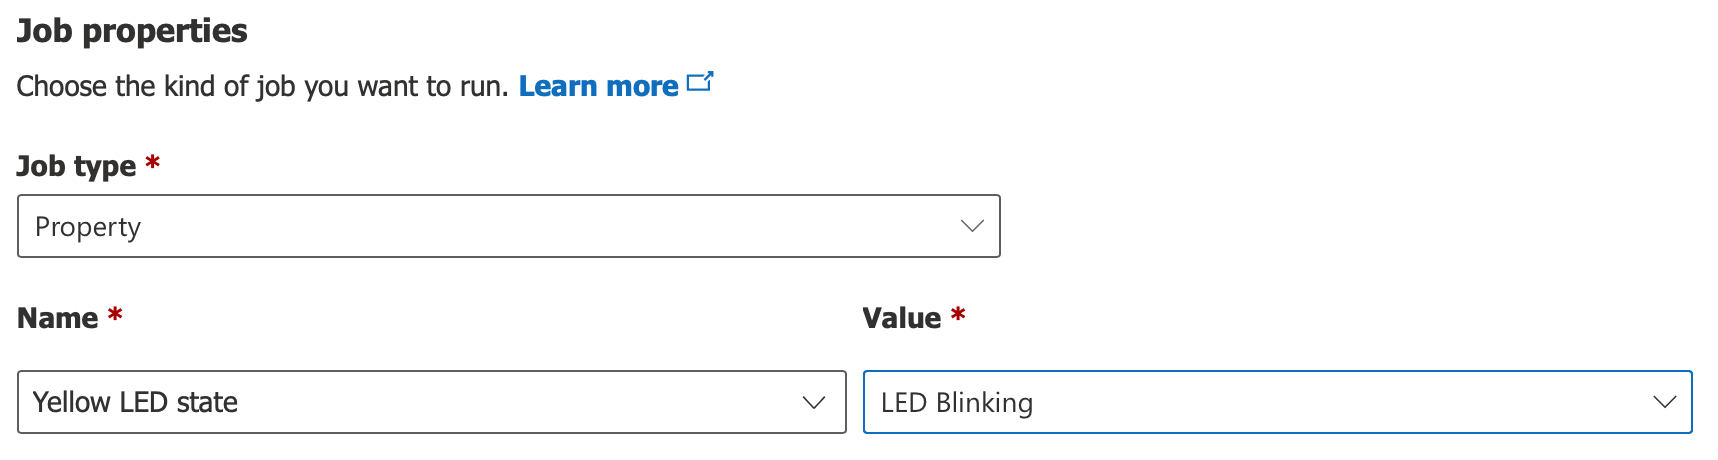 Job properties
Choose the kind of job you want to run. Learn more
Job type *
Property
Name * Value *
Yellow LED state LED Blinking